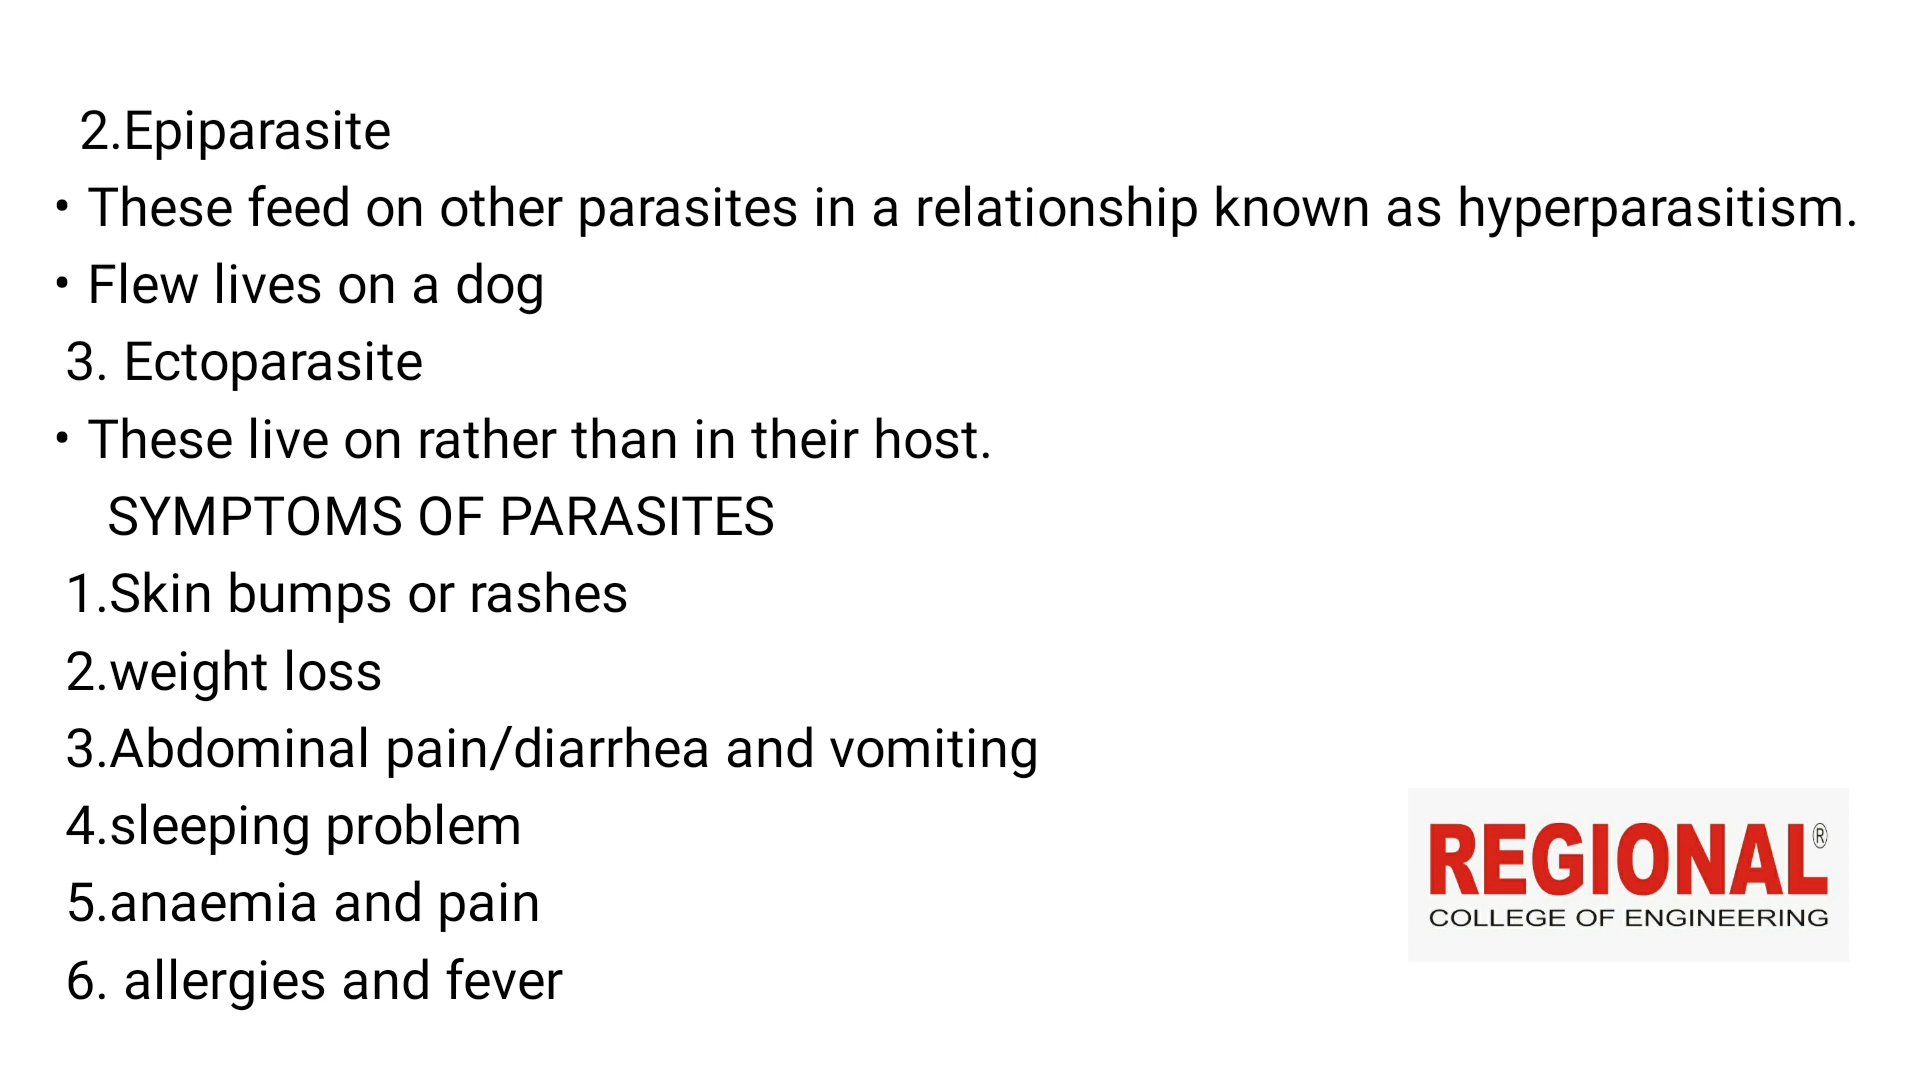 2.Epiparasite
• These feed on other parasites in a relationship known as hyperparasitism.
• Flew lives on a dog
3. Ectoparasite
• These live on rather than in their host.
SYMPTOMS OF PARASITES
1.Skin bumps or rashes
2.weight loss
3.Abdominal pain/diarrhea and vomiting
4.sleeping problem
5.anaemia and pain
6. allergies and fever
REGIONAL®
COLLEGE OF ENGINEERING